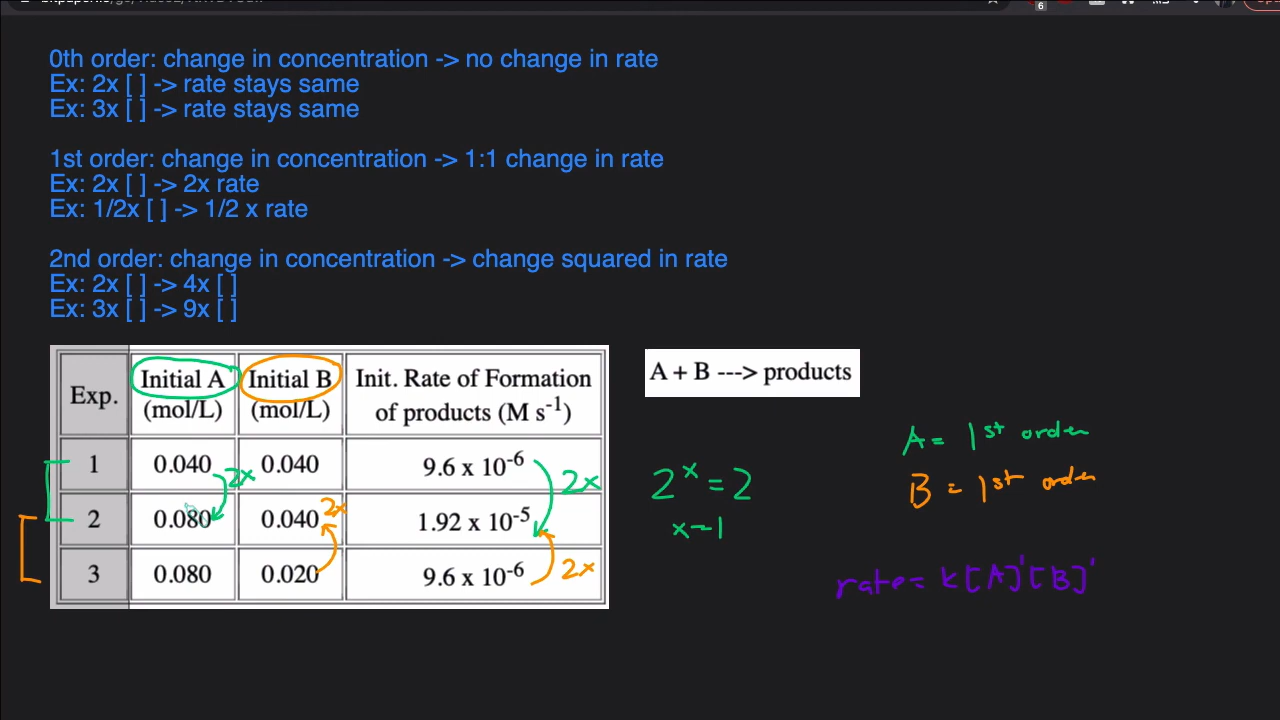 6
0th order: change in concentration -> no change in rate
Ex: 2x [ ] -> rate stays same
Ex: 3x [ ] -> rate stays same
1st order: change in concentration -> 1:1 change in rate
Ex: 2x [ ] -> 2x rate
Ex: 1/2x [ ] -> 1/2 x rate
2nd order: change in concentration -> change squared in rate
Ex: 2x [ ] -> 4x [ ]
Ex: 3x [ ] -> 9x [ ]
Exp. Initial A (mol/L) Initial B (mol/L) Init. Rate of Formation of products (M s⁻¹)
1 0.040 2x 0.040 9.6 x 10⁻⁶ 2x
2 0.080 0.040 2x 1.92 x 10⁻⁵
3 0.080 0.020 9.6 x 10⁻⁶ 2x
A + B ---> products
A = 1st order
B = 1st order
2ˣ = 2
x = 1
rate = k[A]¹[B]¹